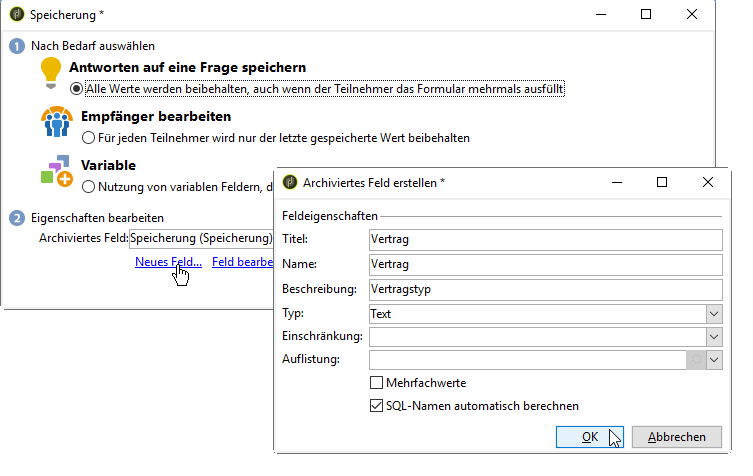 Speicherung *
1 Nach Bedarf auswählen
Antworten auf eine Frage speichern
Alle Werte werden beibehalten, auch wenn der Teilnehmer das Formular mehrmals ausfüllt
Empfänger bearbeiten
Für jeden Teilnehmer wird nur der letzte gespeicherte Wert beibehalten
Variable
Nutzung von variablen Feldern, d
2 Eigenschaften bearbeiten
Archiviertes Feld: Speicherung (Speicherung)
Neues Feld... Feld bearbe
Archiviertes Feld erstellen *
Feldeigenschaften
Titel: Vertrag
Name: Vertrag
Beschreibung: Vertragstyp
Typ: Text
Einschränkung:
Auflistung:
Mehrfachwerte
SQL-Namen automatisch berechnen
OK Abbrechen